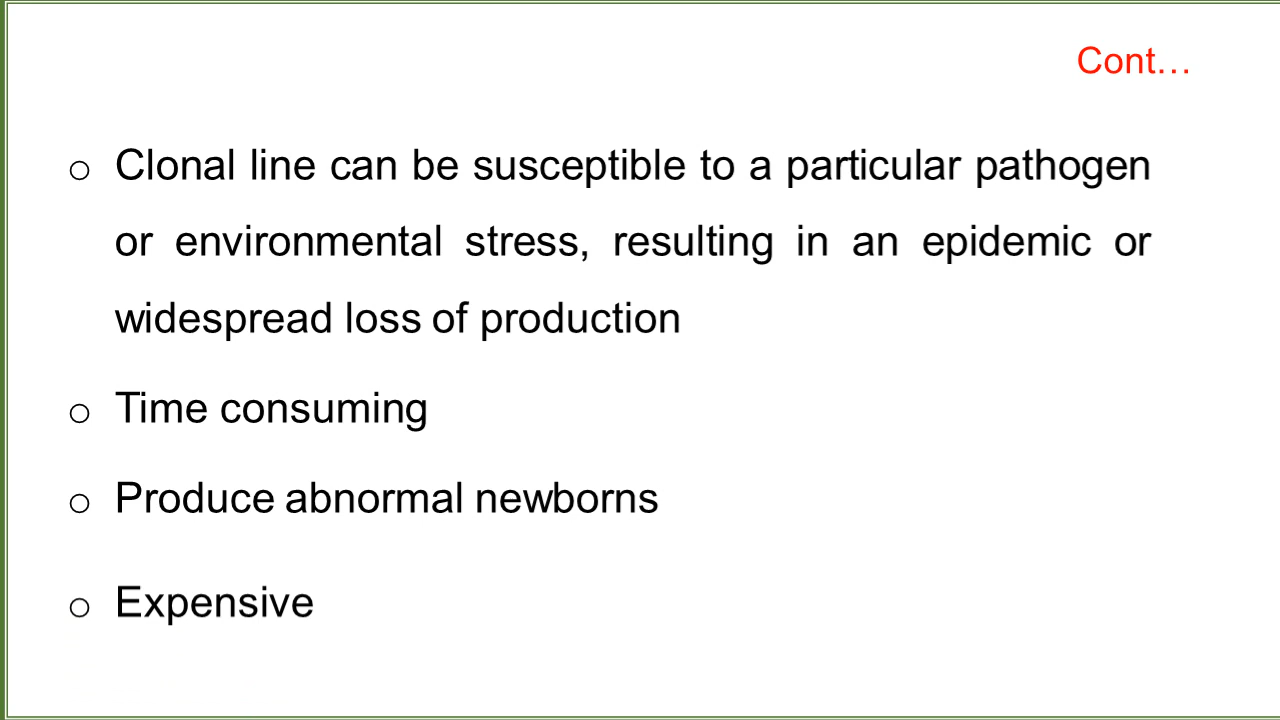 Cont…
o Clonal line can be susceptible to a particular pathogen
or environmental stress, resulting in an epidemic or
widespread loss of production
o Time consuming
o Produce abnormal newborns
o Expensive